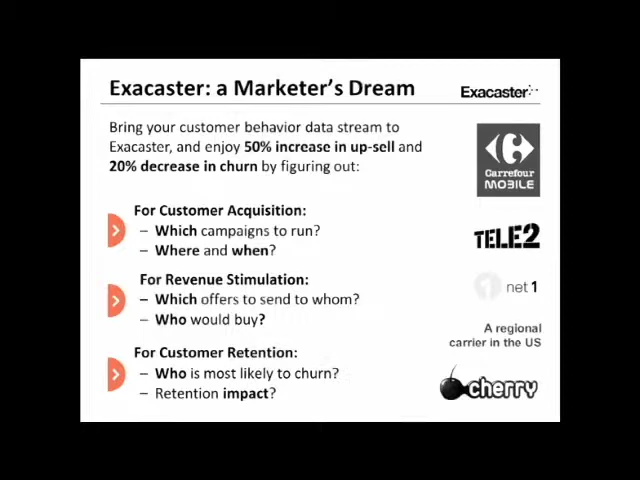 Exacaster: a Marketer's Dream
Exacaster
Bring your customer behavior data stream to
Exacaster, and enjoy 50% increase in up-sell and
20% decrease in churn by figuring out:
Carrefour
MOBILE
For Customer Acquisition:
– Which campaigns to run?
– Where and when?
TELE2
For Revenue Stimulation:
– Which offers to send to whom?
– Who would buy?
1 net 1
A regional
carrier in the US
For Customer Retention:
– Who is most likely to churn?
– Retention impact?
cherry